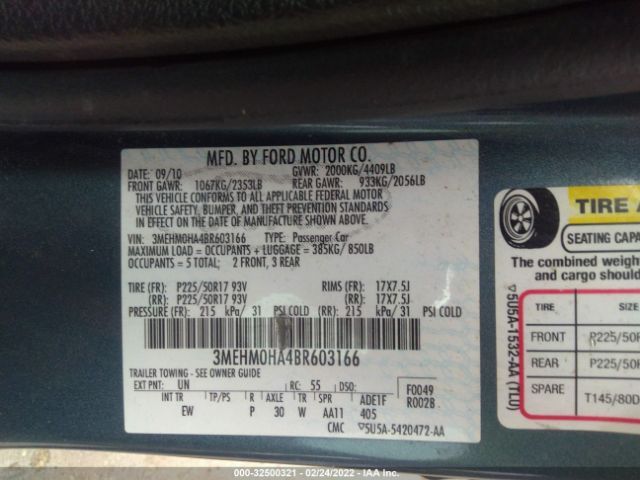 MFD. BY FORD MOTOR CO.
DATE: 09/10 GVWR: 2000KG/4409LB
FRONT GAWR: 1067KG/2353LB REAR GAWR: 933KG/2056LB
THIS VEHICLE CONFORMS TO ALL APPLICABLE FEDERAL MOTOR
VEHICLE SAFETY, BUMPER, AND THEFT PREVENTION STANDARDS
IN EFFECT ON THE DATE OF MANUFACTURE SHOWN ABOVE.
VIN: 3MEHM0HA4BR603166 TYPE: Passenger Car
MAXIMUM LOAD = OCCUPANTS + LUGGAGE = 385KG/ 850LB
OCCUPANTS = 5 TOTAL; 2 FRONT, 3 REAR
TIRE (FR): P225/50R17 93V RIMS (FR): 17X7.5J
(RR): P225/50R17 93V (RR): 17X7.5J
PRESSURE (FR): 215 kPa/ 31 PSI COLD (RR): 215 kPa/ 31 PSI COLD
3MEHM0HA4BR603166
TRAILER TOWING - SEE OWNER GUIDE
EXT PNT: UN RC: 55 DSO: F0049
R0028
INT TR TP/PS R AXLE TR SPR ADE1F
EW P 30 W AA11 405
CMC ▽5U5A-5420472-AA
▽5U5A-1532-AA (TLU)
TIRE A
SEATING CAPA
The combined weigh
and cargo should
TIRE SIZE
FRONT P225/50R
REAR P225/50
SPARE T145/80D
000-32500321 - 02/24/2022 - IAA Inc.